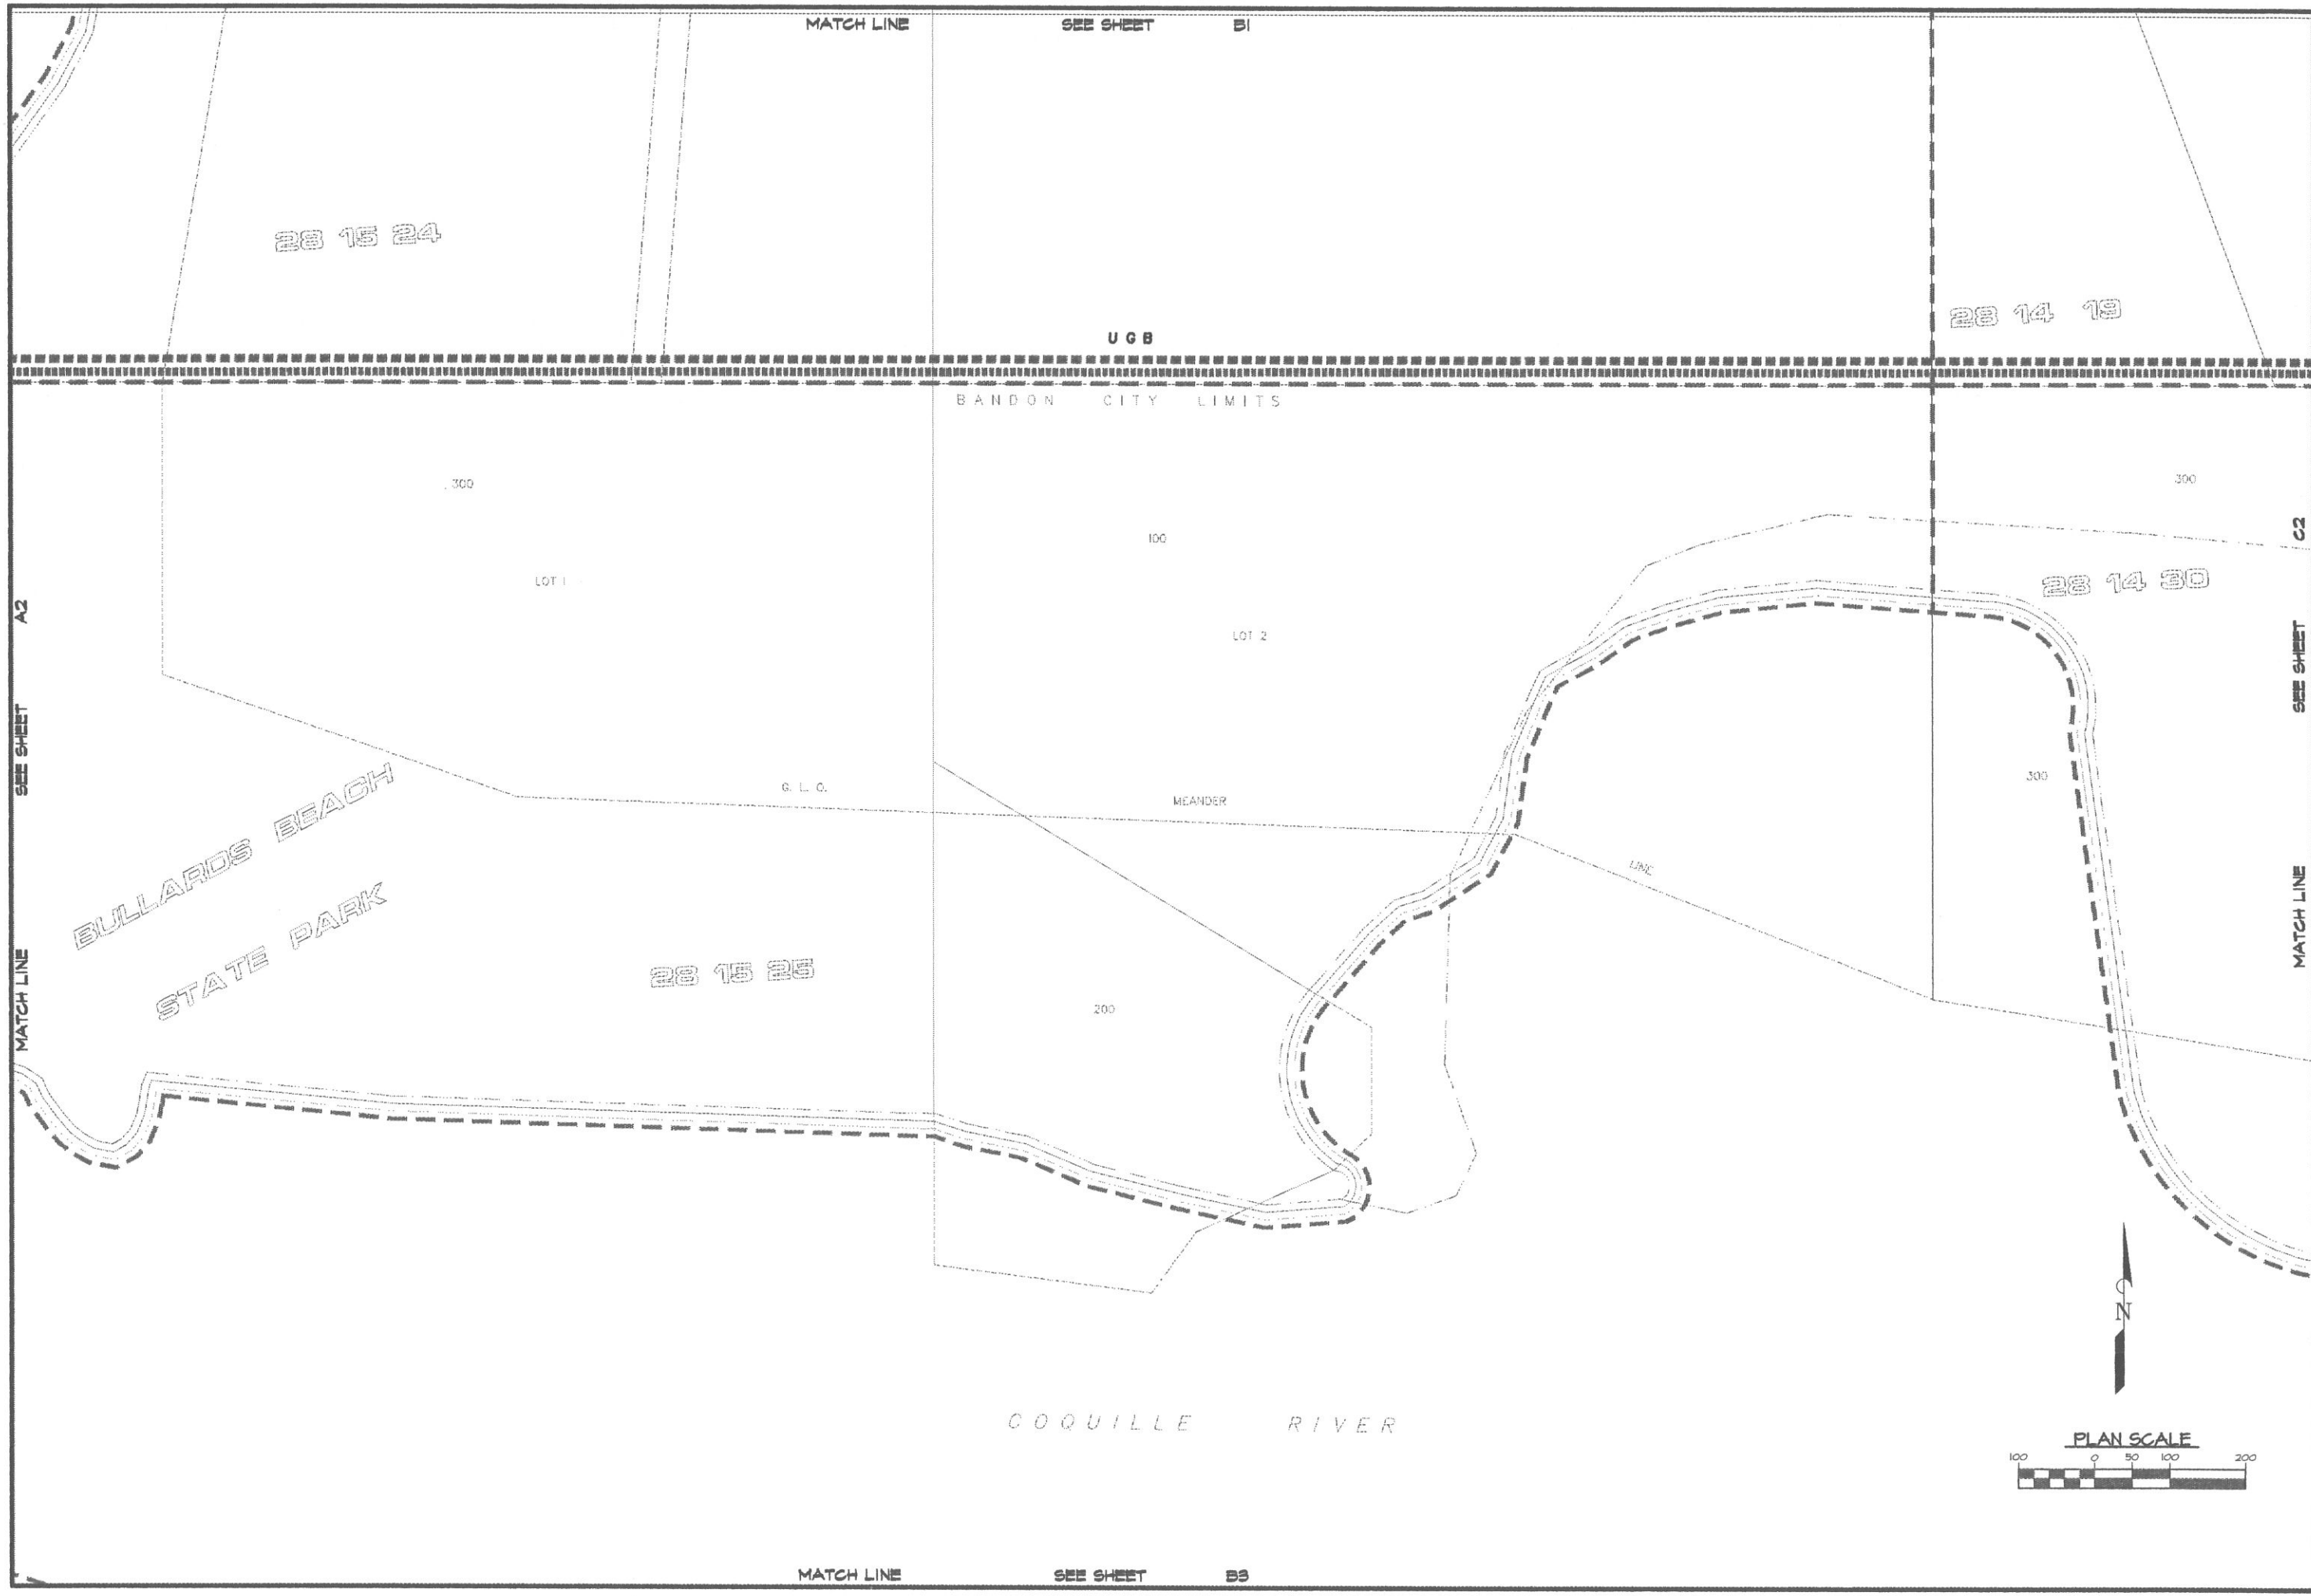 MATCH LINE SEE SHEET B1
28 15 24
28 14 19
U G B
BANDON CITY LIMITS
300
300
100
LOT 1
LOT 2
28 14 30
MATCH LINE SEE SHEET A2
MATCH LINE SEE SHEET C2
G. L. O. MEANDER LINE
300
BULLARDS BEACH
STATE PARK
28 15 25
200
N
COQUILLE RIVER
PLAN SCALE
100 0 50 100 200
MATCH LINE SEE SHEET B3